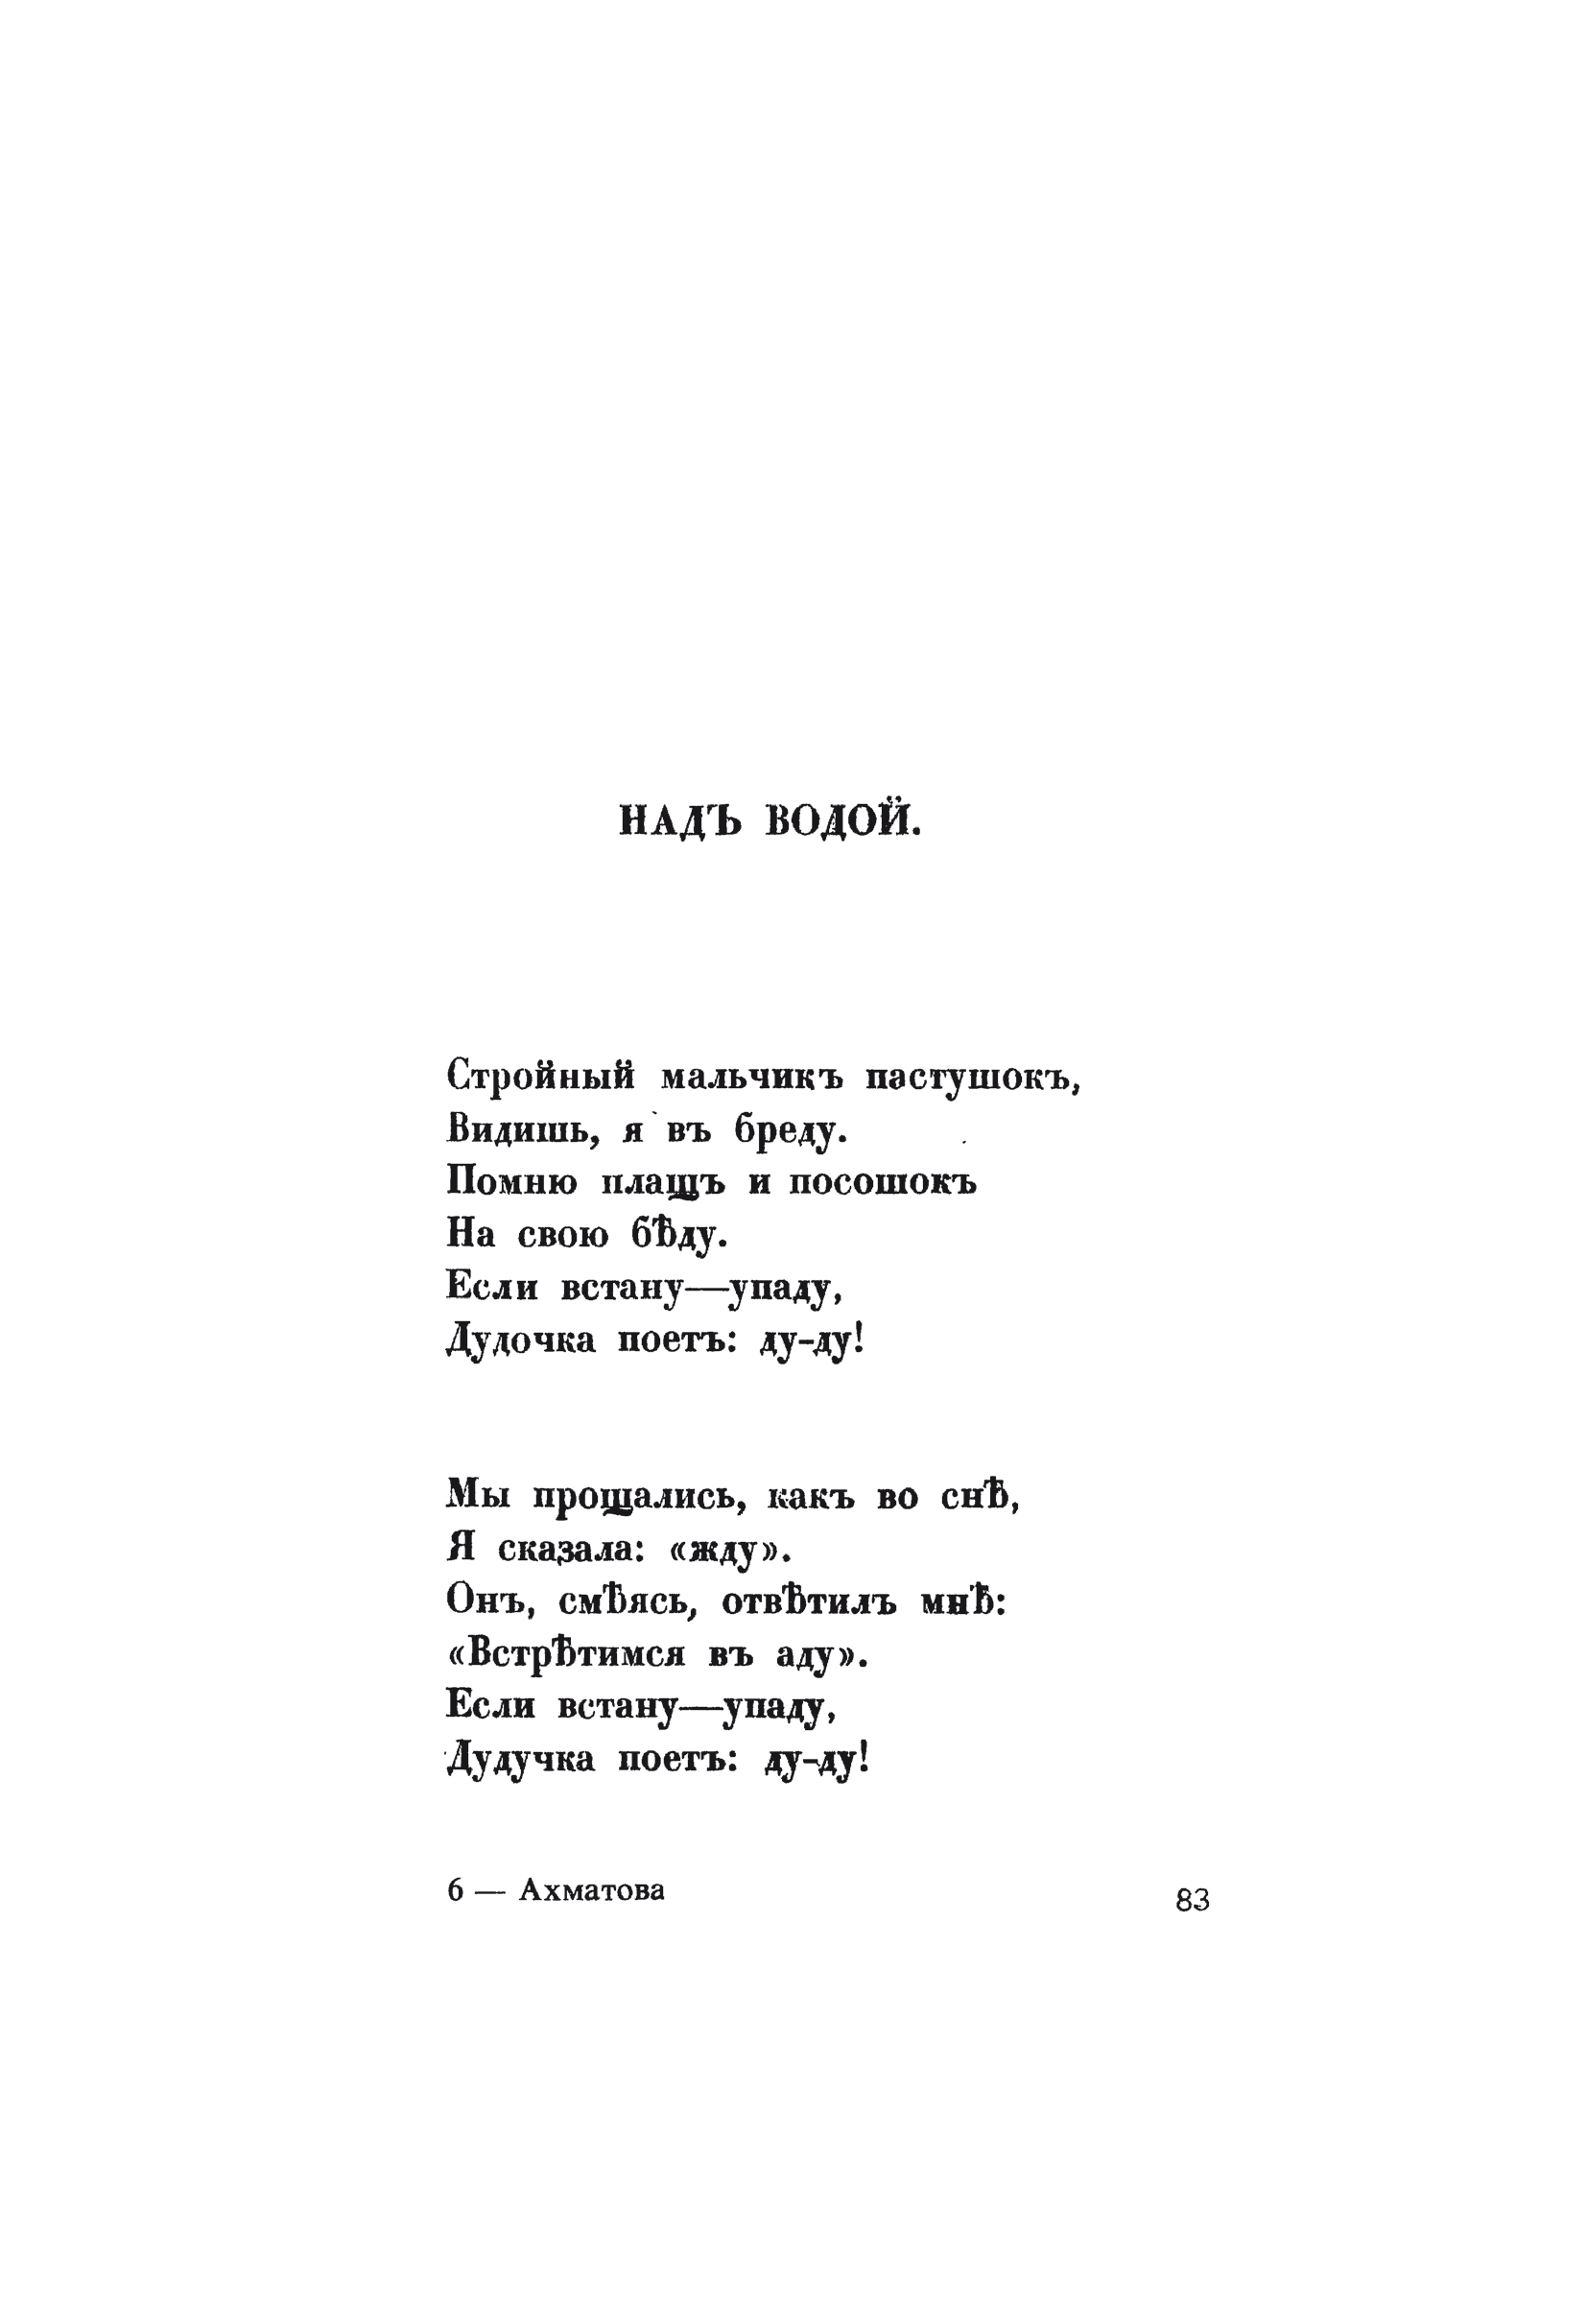 НАДЪ ВОДОЙ.
Стройный мальчикъ пастушокъ,
Видишь, я въ бреду.
Помню плащъ и посошокъ
На свою бѣду.
Если встану—упаду,
Дудочка поетъ: ду-ду!
Мы прощались, какъ во снѣ,
Я сказала: «жду».
Онъ, смѣясь, отвѣтилъ мнѣ:
«Встрѣтимся въ аду».
Если встану—упаду,
Дудучка поетъ: ду-ду!
6 — Ахматова
83